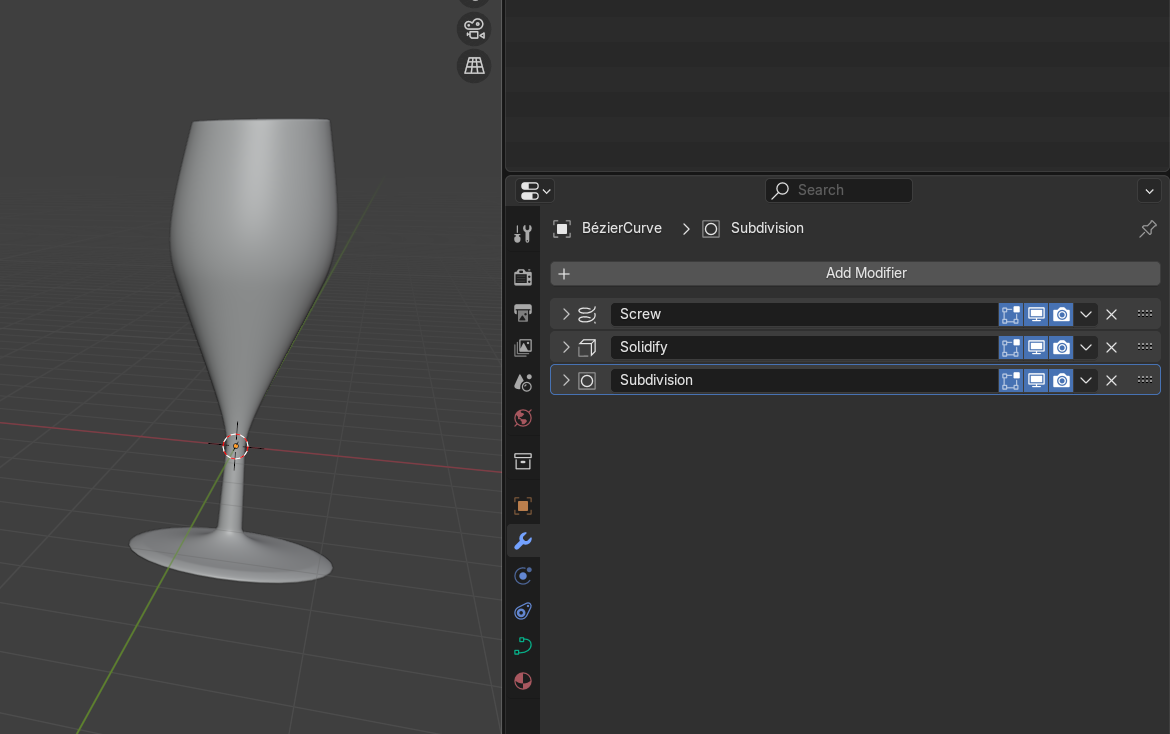 Search
BézierCurve
Subdivision
Add Modifier
Screw
Solidify
Subdivision